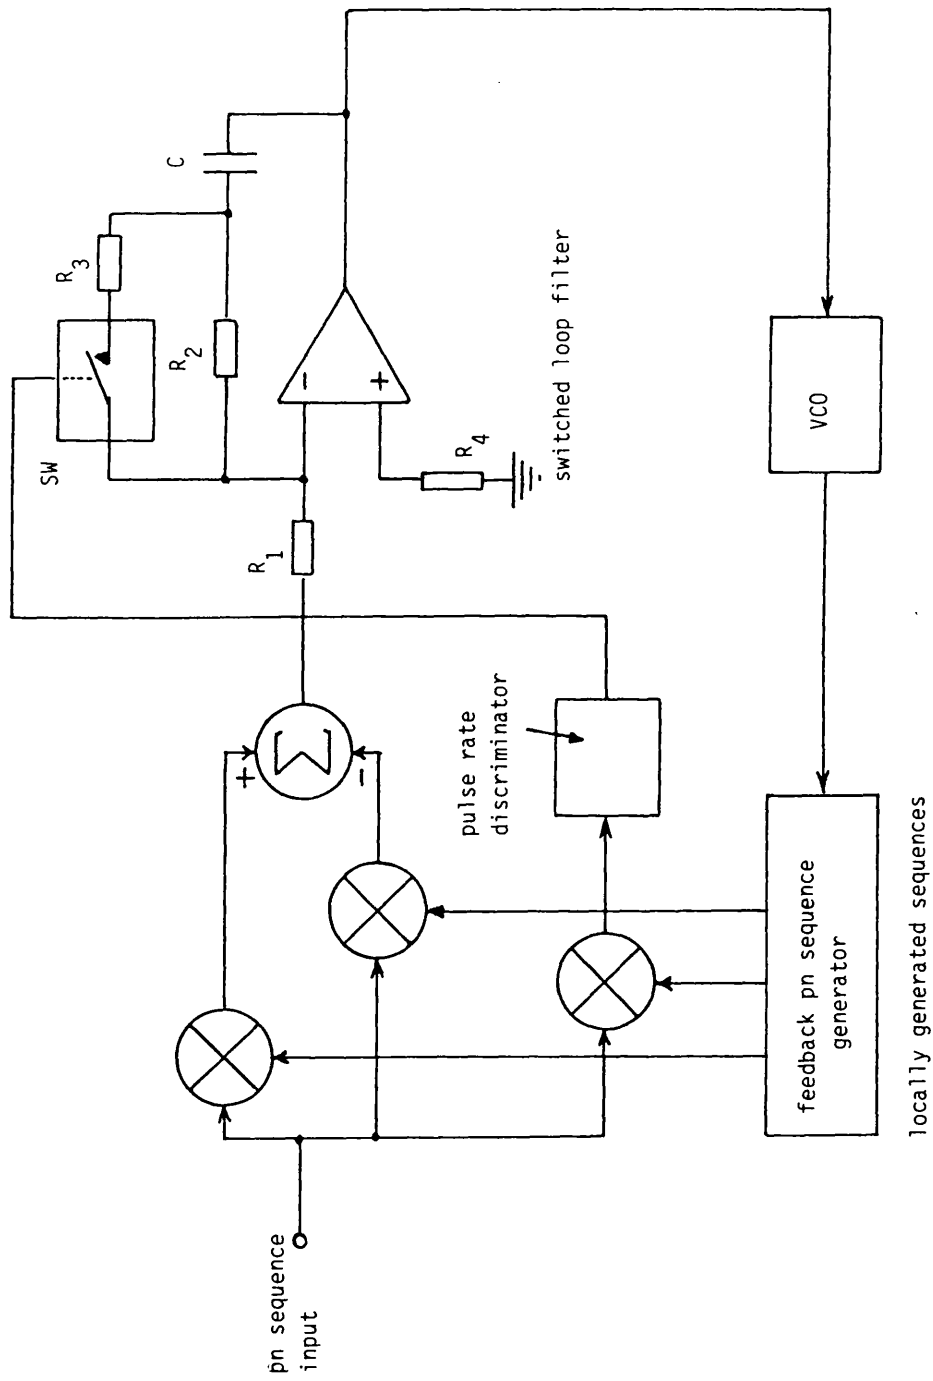 pn sequence
input
+
-
Σ
R1
SW
R2
R3
C
-
+
R4
switched loop filter
pulse rate
discriminator
VCO
feedback pn sequence
generator
locally generated sequences